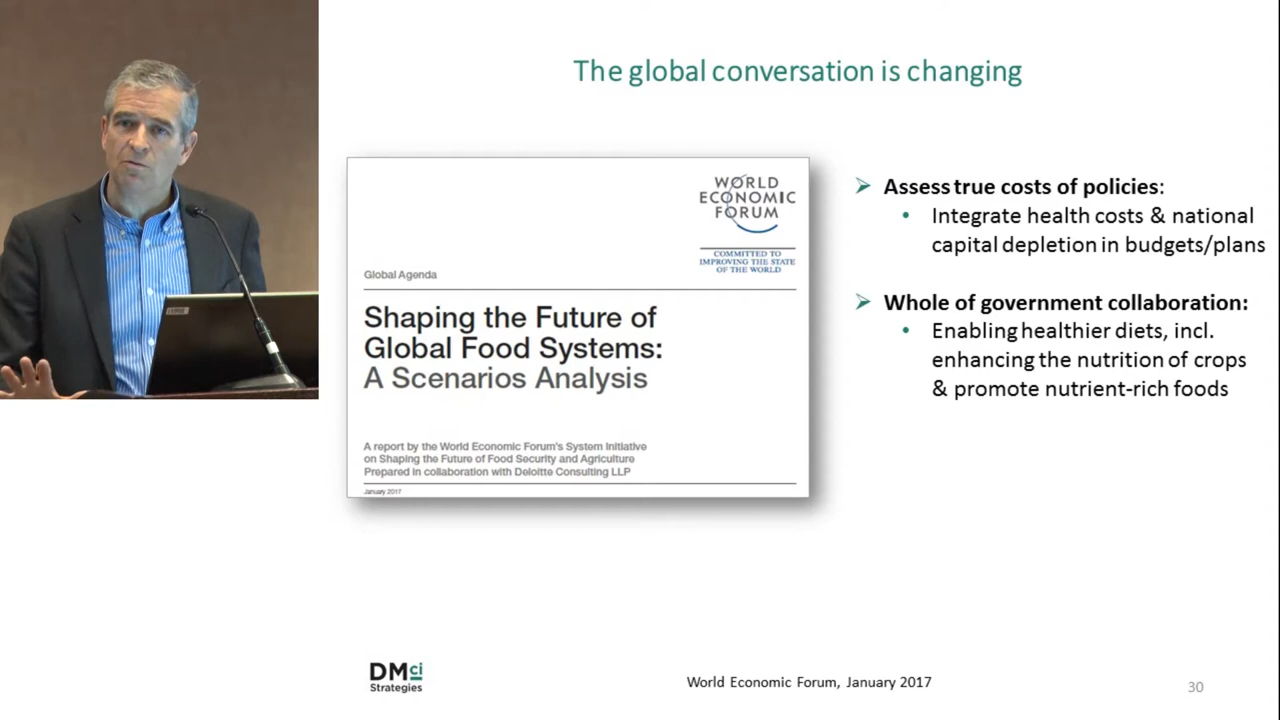 The global conversation is changing
WORLD
ECONOMIC
FORUM
COMMITTED TO
IMPROVING THE STATE
OF THE WORLD
Global Agenda
Shaping the Future of
Global Food Systems:
A Scenarios Analysis
A report by the World Economic Forum's System Initiative
on Shaping the Future of Food Security and Agriculture
Prepared in collaboration with Deloitte Consulting LLP
January 2017
➢ Assess true costs of policies:
• Integrate health costs & national
capital depletion in budgets/plans
➢ Whole of government collaboration:
• Enabling healthier diets, incl.
enhancing the nutrition of crops
& promote nutrient-rich foods
DMci
Strategies
World Economic Forum, January 2017
30